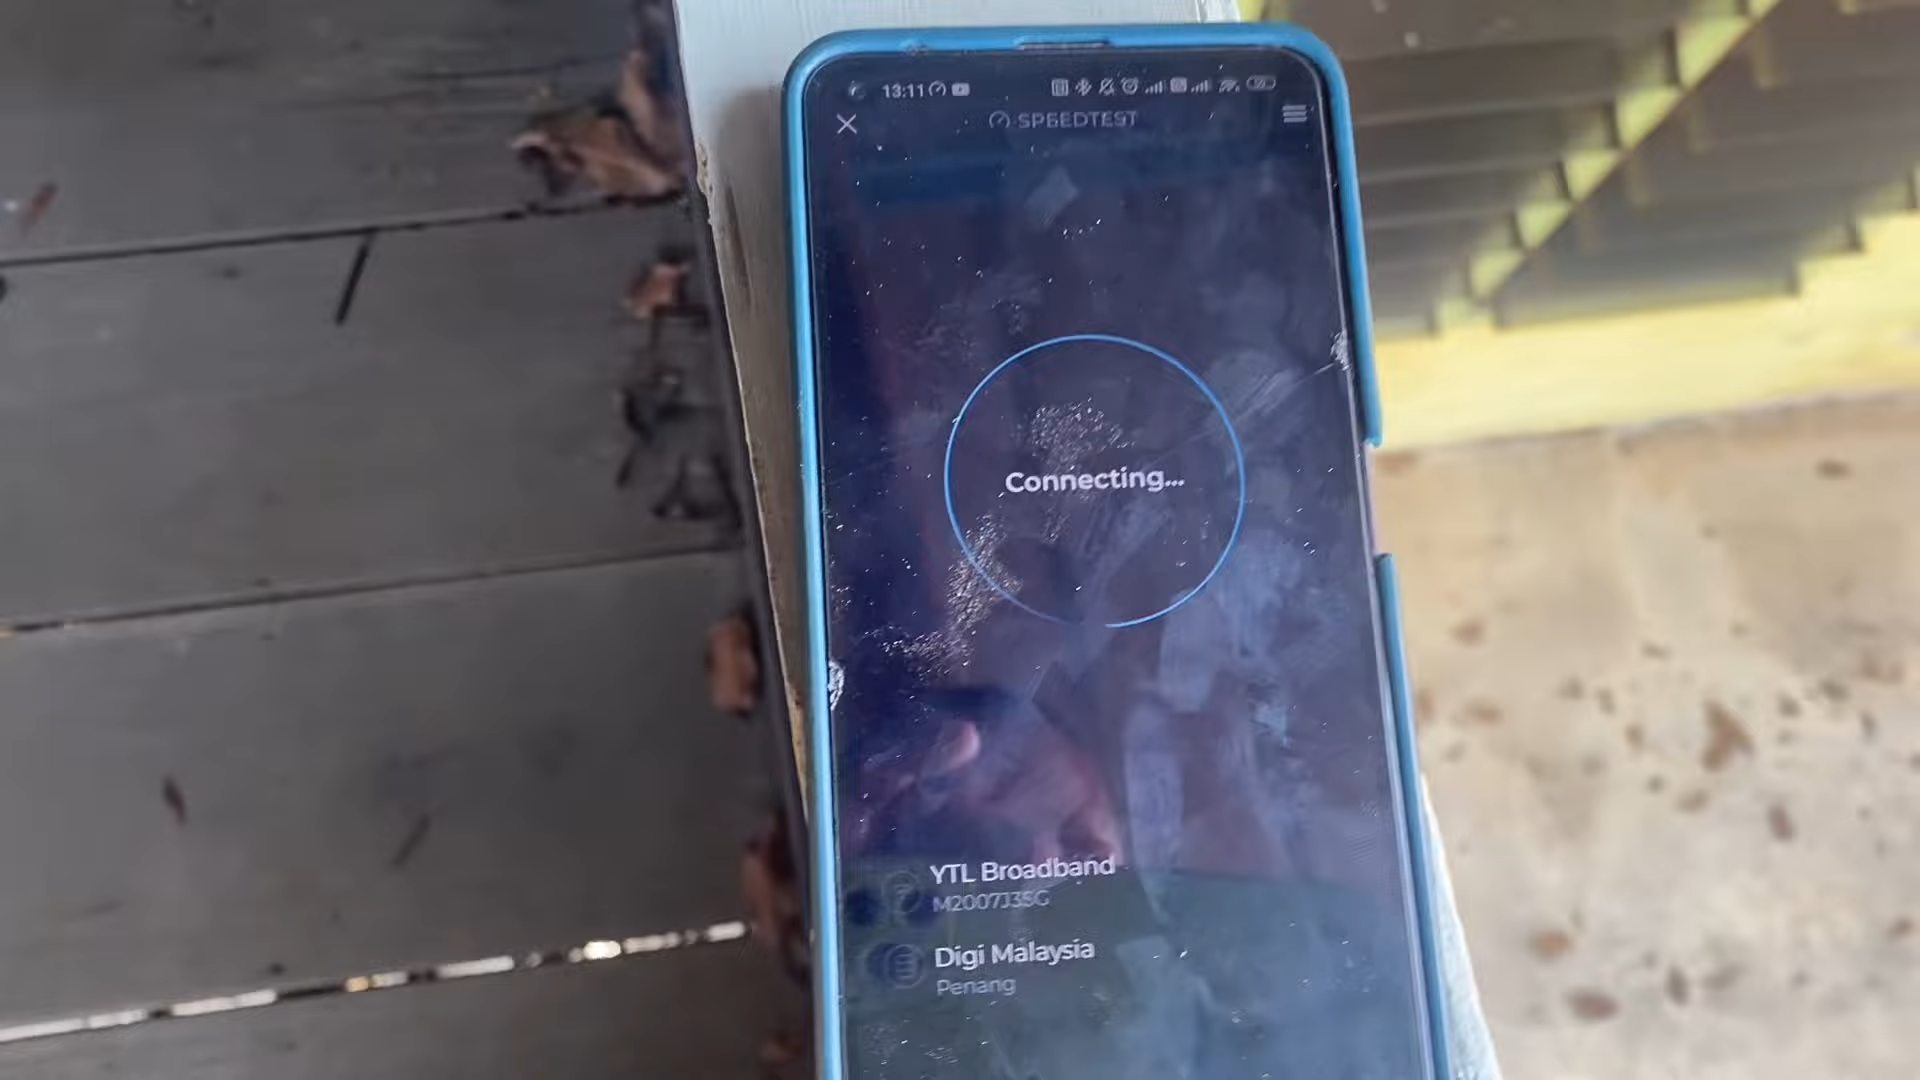 13:11
SPEEDTEST
Connecting...
YTL Broadband
M2007J3SG
Digi Malaysia
Penang